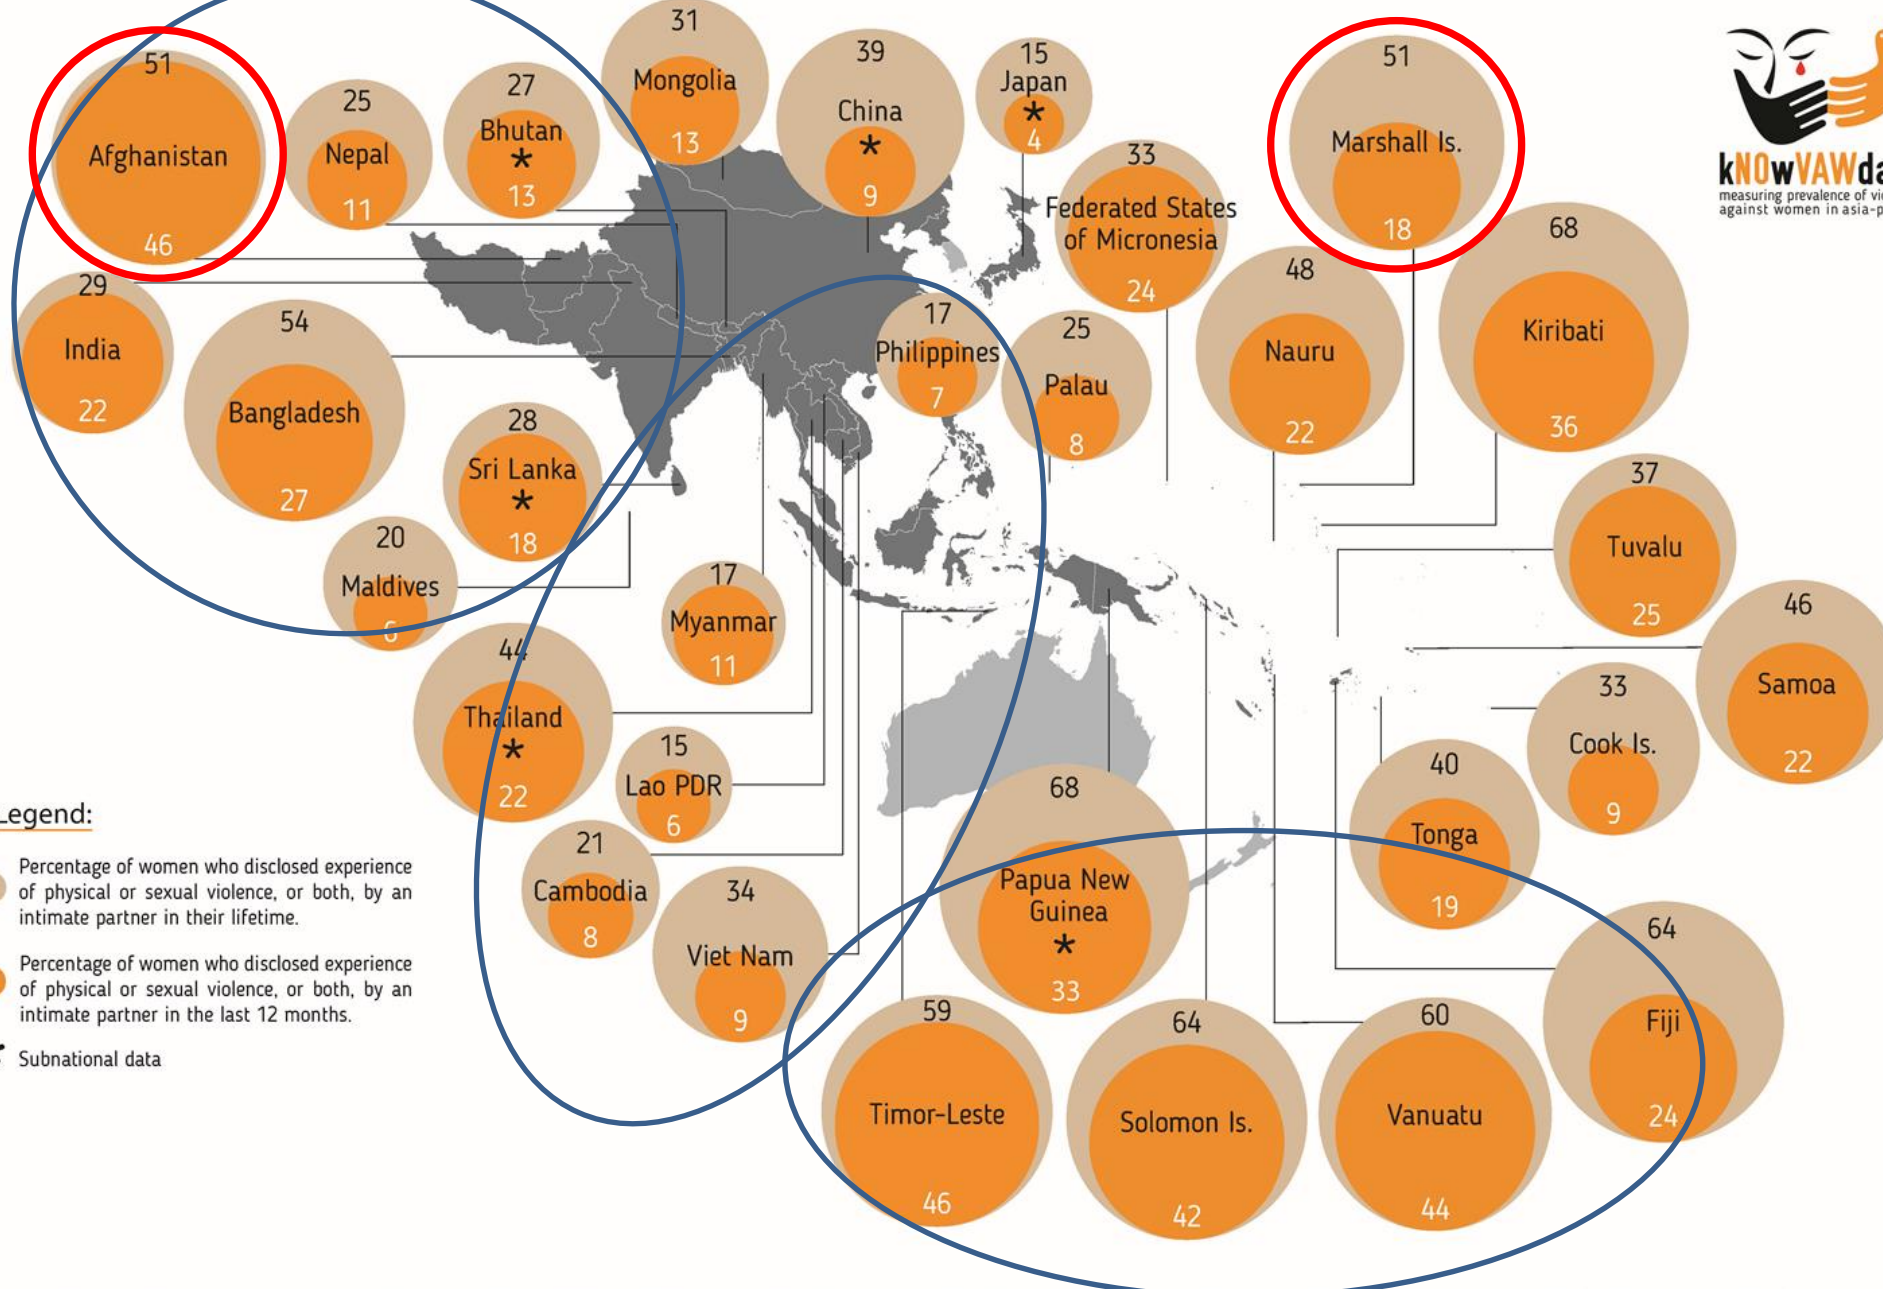 51
Afghanistan
46
25
Nepal
11
27
Bhutan
*
13
31
Mongolia
13
39
China
*
9
15
Japan
*
4
33
Federated States
of Micronesia
24
51
Marshall Is.
18
kNOwVAWda
measuring prevalence of vi
against women in asia-p
29
India
22
54
Bangladesh
27
28
Sri Lanka
*
18
20
Maldives
6
17
Philippines
7
25
Palau
8
48
Nauru
22
68
Kiribati
36
37
Tuvalu
25
46
Samoa
22
17
Myanmar
11
44
Thailand
*
22
15
Lao PDR
6
21
Cambodia
8
34
Viet Nam
9
68
Papua New
Guinea
*
33
40
Tonga
19
33
Cook Is.
9
59
Timor-Leste
46
64
Solomon Is.
42
60
Vanuatu
44
64
Fiji
24
Legend:
Percentage of women who disclosed experience
of physical or sexual violence, or both, by an
intimate partner in their lifetime.
Percentage of women who disclosed experience
of physical or sexual violence, or both, by an
intimate partner in the last 12 months.
* Subnational data